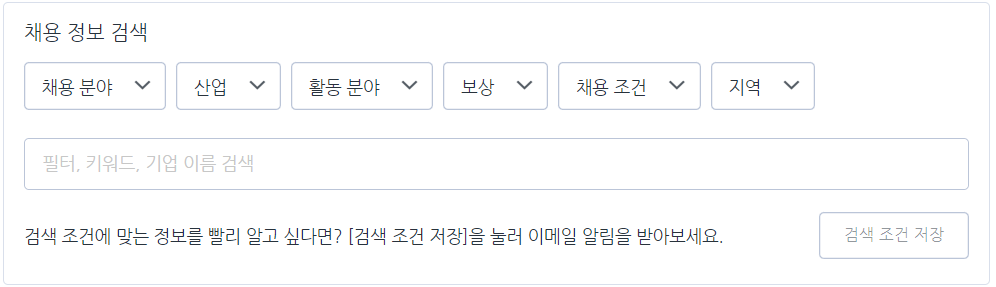 채용 정보 검색
채용 분야 산업 활동 분야 보상 채용 조건 지역
필터, 키워드, 기업 이름 검색
검색 조건에 맞는 정보를 빨리 알고 싶다면? [검색 조건 저장]을 눌러 이메일 알림을 받아보세요. 검색 조건 저장